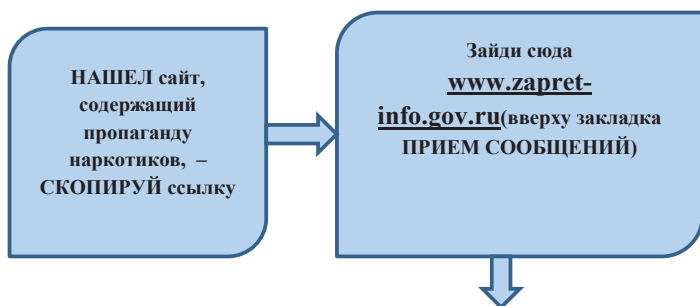 НАШЕЛ сайт,
содержащий
пропаганду
наркотиков, –
СКОПИРУЙ ссылку
Зайди сюда
www.zapret-
info.gov.ru(вверху закладка
ПРИЕМ СООБЩЕНИЙ)